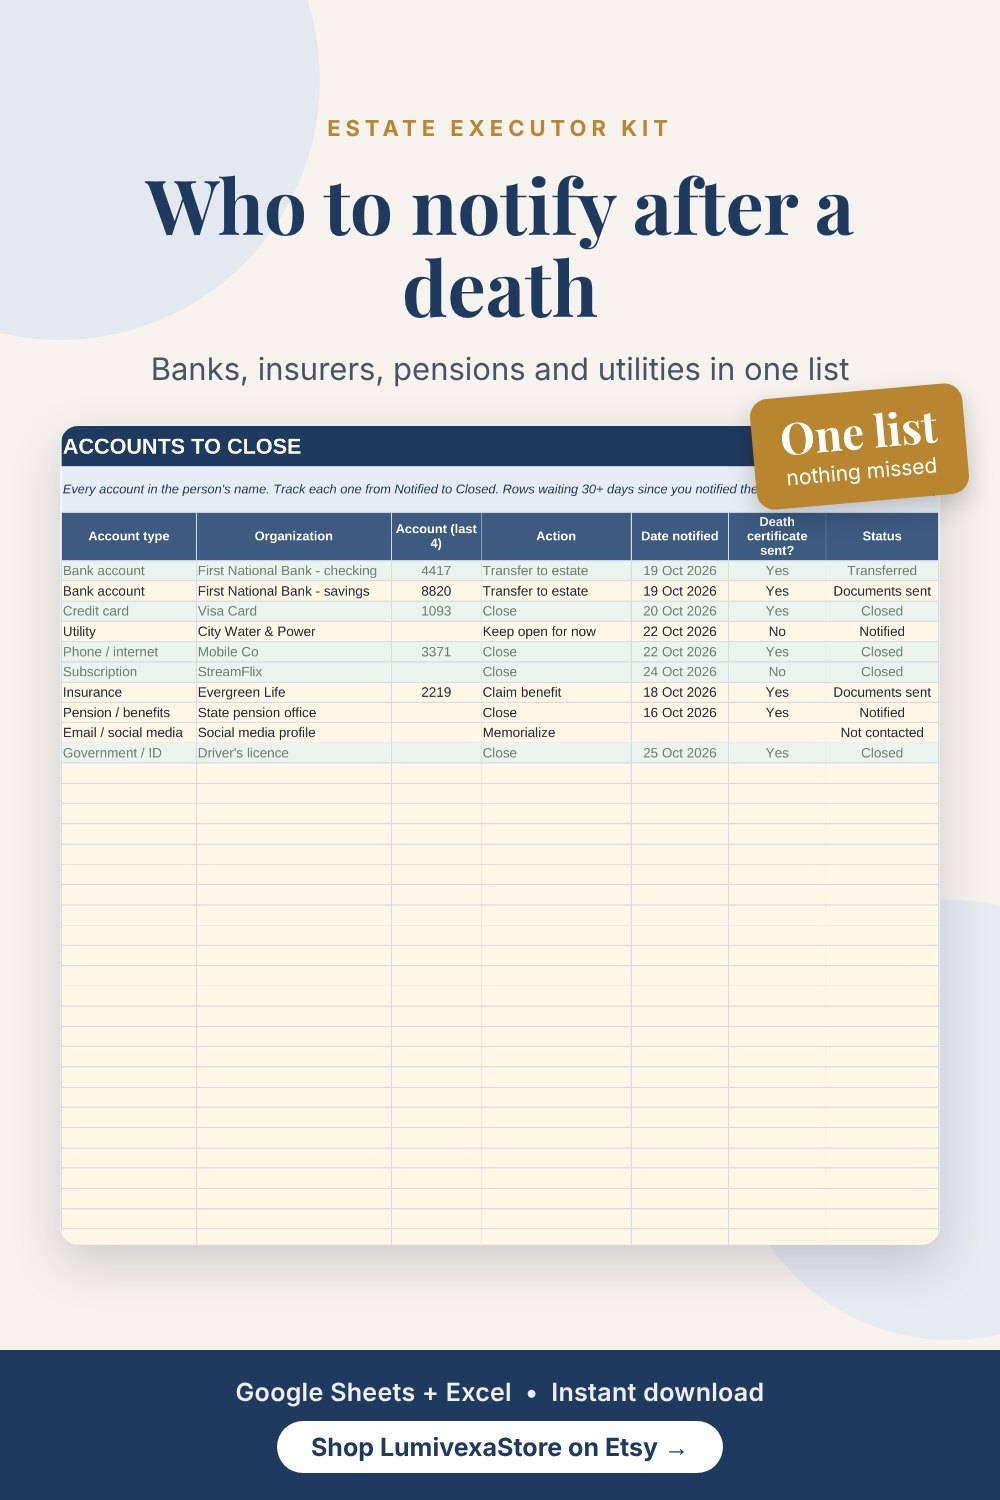 ESTATE EXECUTOR KIT
Who to notify after a
death
Banks, insurers, pensions and utilities in one list
One list
nothing missed
ACCOUNTS TO CLOSE
Every account in the person's name. Track each one from Notified to Closed. Rows waiting 30+ days since you notified the
Account type Organization Account (last 4) Action Date notified Death certificate sent? Status
Bank account First National Bank - checking 4417 Transfer to estate 19 Oct 2026 Yes Transferred
Bank account First National Bank - savings 8820 Transfer to estate 19 Oct 2026 Yes Documents sent
Credit card Visa Card 1093 Close 20 Oct 2026 Yes Closed
Utility City Water & Power Keep open for now 22 Oct 2026 No Notified
Phone / internet Mobile Co 3371 Close 22 Oct 2026 Yes Closed
Subscription StreamFlix Close 24 Oct 2026 No Closed
Insurance Evergreen Life 2219 Claim benefit 18 Oct 2026 Yes Documents sent
Pension / benefits State pension office Close 16 Oct 2026 Yes Notified
Email / social media Social media profile Memorialize Not contacted
Government / ID Driver's licence Close 25 Oct 2026 Yes Closed
Google Sheets + Excel • Instant download
Shop LumivexaStore on Etsy →